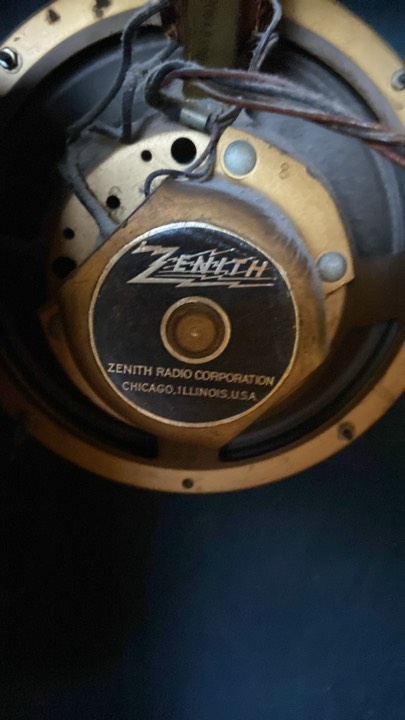 ZENITH
ZENITH RADIO CORPORATION
CHICAGO, ILLINOIS, U.S.A.